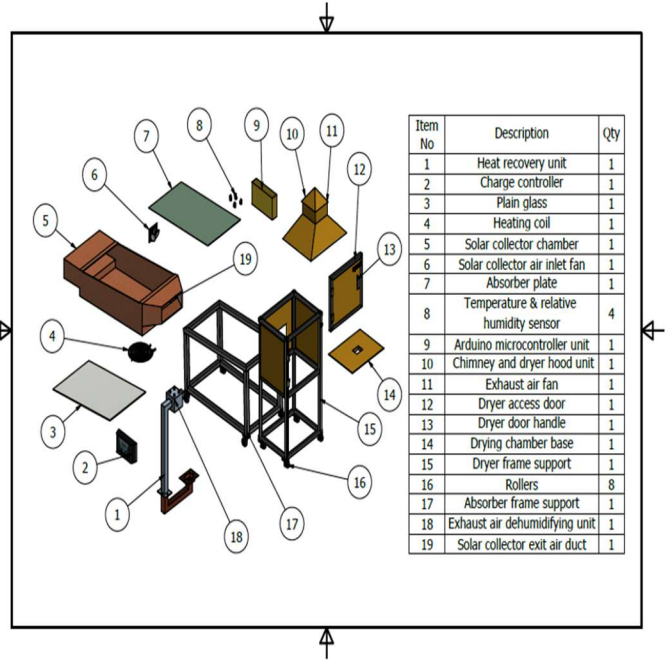 7
8
9
10
11
12
6
5
19
13
4
14
3
15
2
16
1
18
17
Item No Description Qty
1 Heat recovery unit 1
2 Charge controller 1
3 Plain glass 1
4 Heating coil 1
5 Solar collector chamber 1
6 Solar collector air inlet fan 1
7 Absorber plate 1
8 Temperature & relative humidity sensor 4
9 Arduino microcontroller unit 1
10 Chimney and dryer hood unit 1
11 Exhaust air fan 1
12 Dryer access door 1
13 Dryer door handle 1
14 Drying chamber base 1
15 Dryer frame support 1
16 Rollers 8
17 Absorber frame support 1
18 Exhaust air dehumidifying unit 1
19 Solar collector exit air duct 1